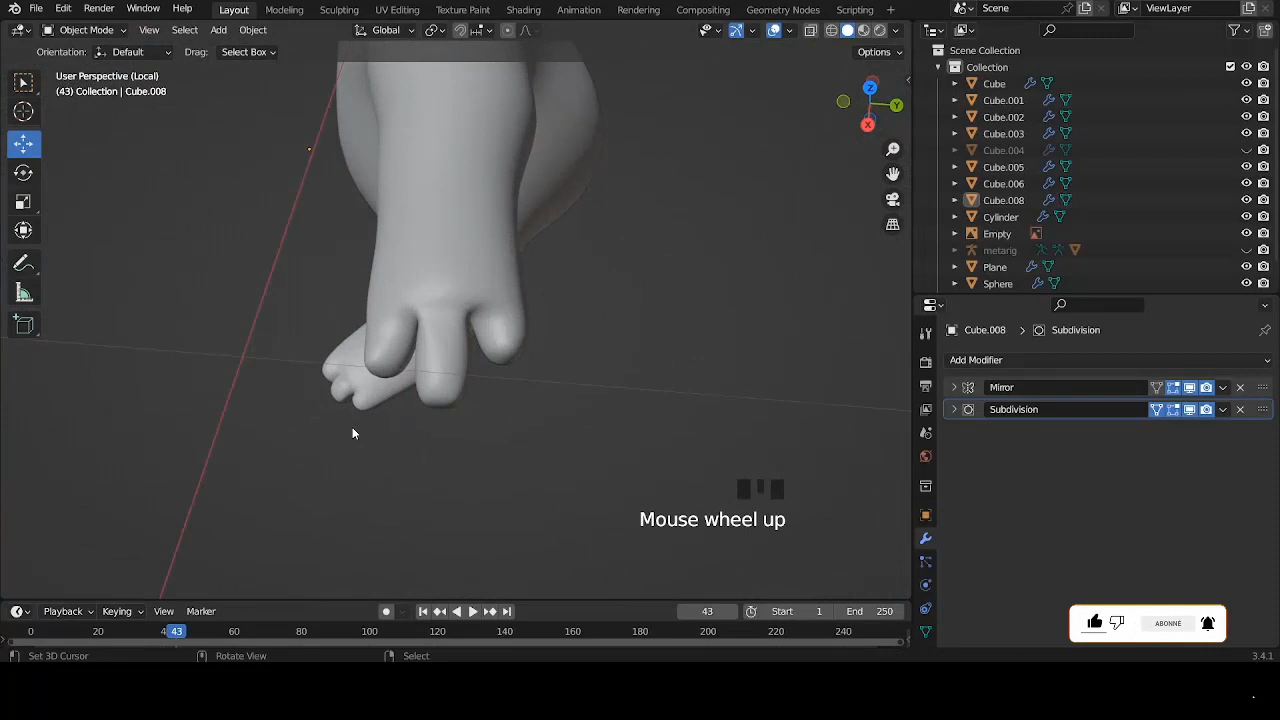 File Edit Render Window Help Layout Modeling Sculpting UV Editing Texture Paint Shading Animation Rendering Compositing Geometry Nodes Scripting + Scene ViewLayer
Object Mode View Select Add Object Global
Orientation: Default Drag: Select Box Options
User Perspective (Local)
(43) Collection | Cube.008
Z
Y
X
Scene Collection
Collection
Cube
Cube.001
Cube.002
Cube.003
Cube.004
Cube.005
Cube.006
Cube.008
Cylinder
Empty
metarig
Plane
Sphere
Cube.008 Subdivision
Add Modifier
Mirror
Subdivision
Mouse wheel up
Playback Keying View Marker 43 Start 1 End 250
0 20 43 60 80 100 120 140 160 180 200 220 240
Set 3D Cursor Rotate View Select 3.4.1
ABONNE